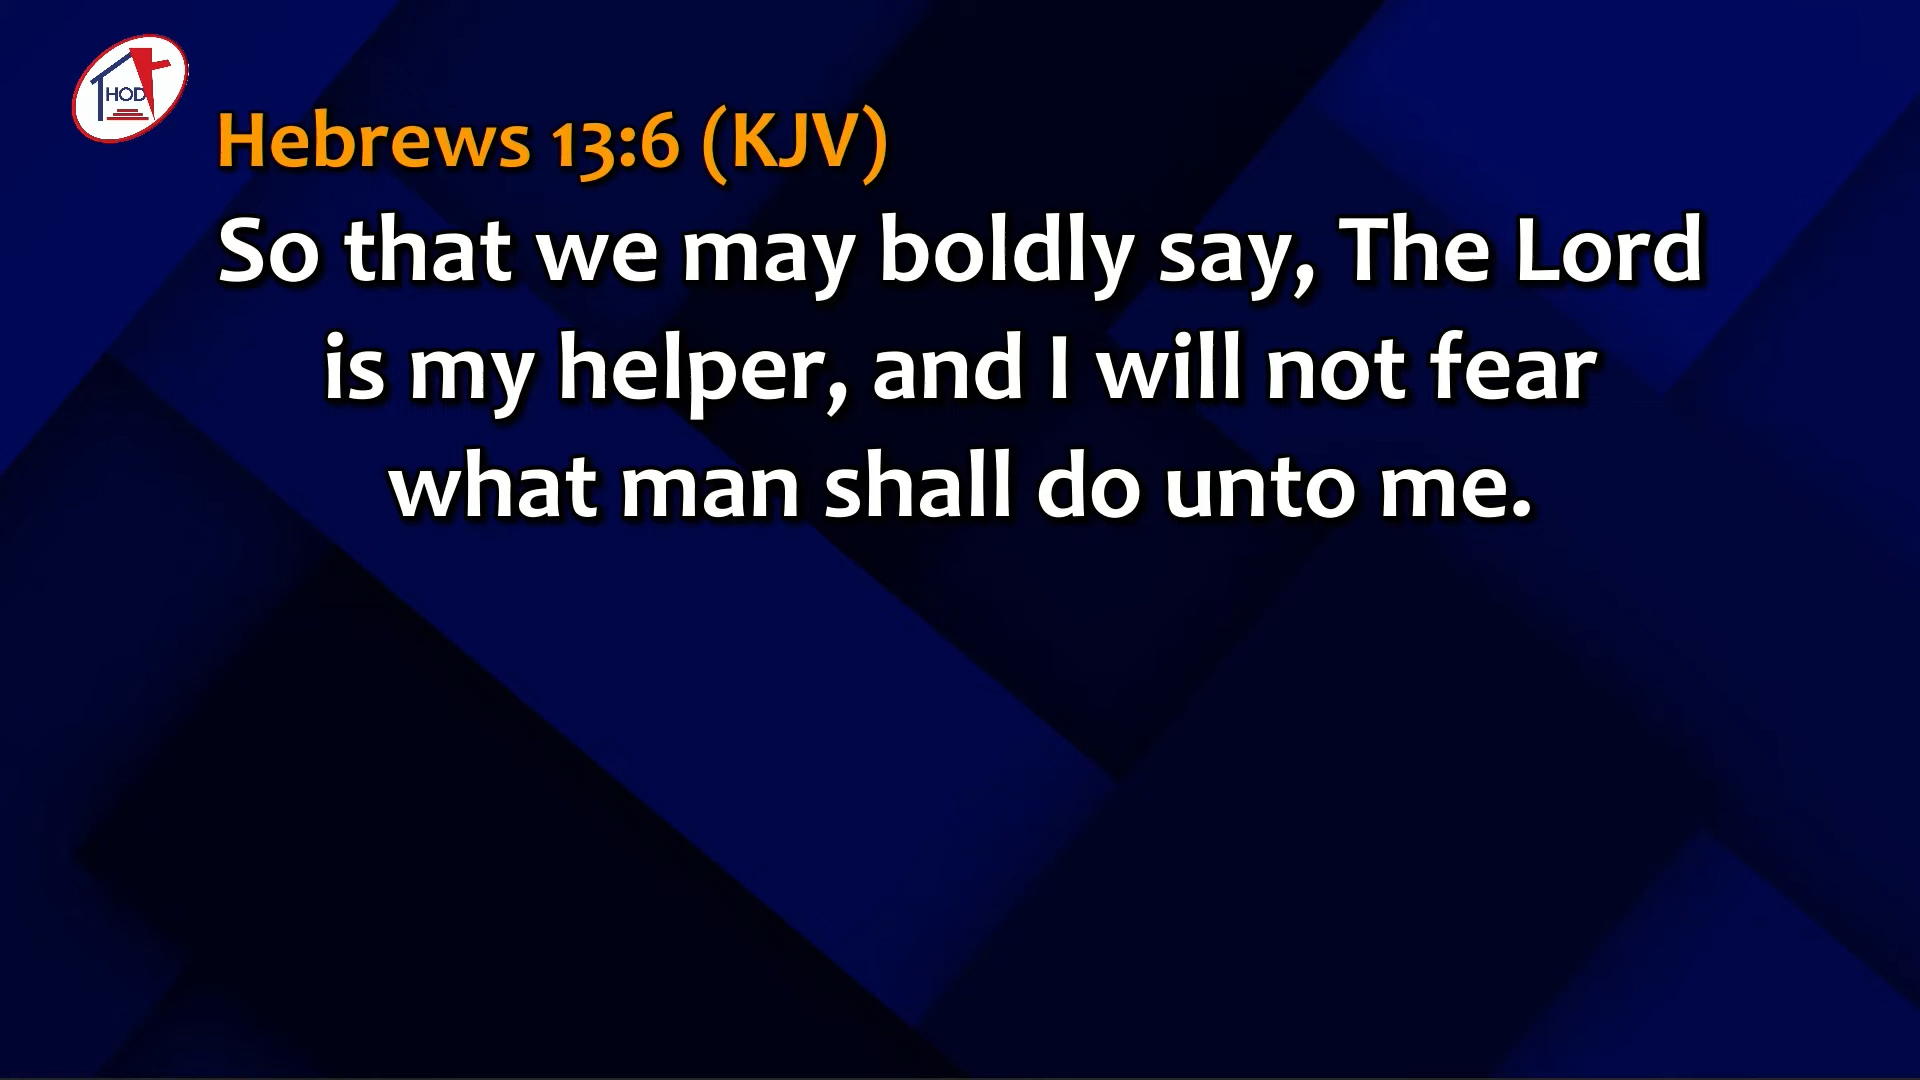 HOD
Hebrews 13:6 (KJV)
So that we may boldly say, The Lord
is my helper, and I will not fear
what man shall do unto me.